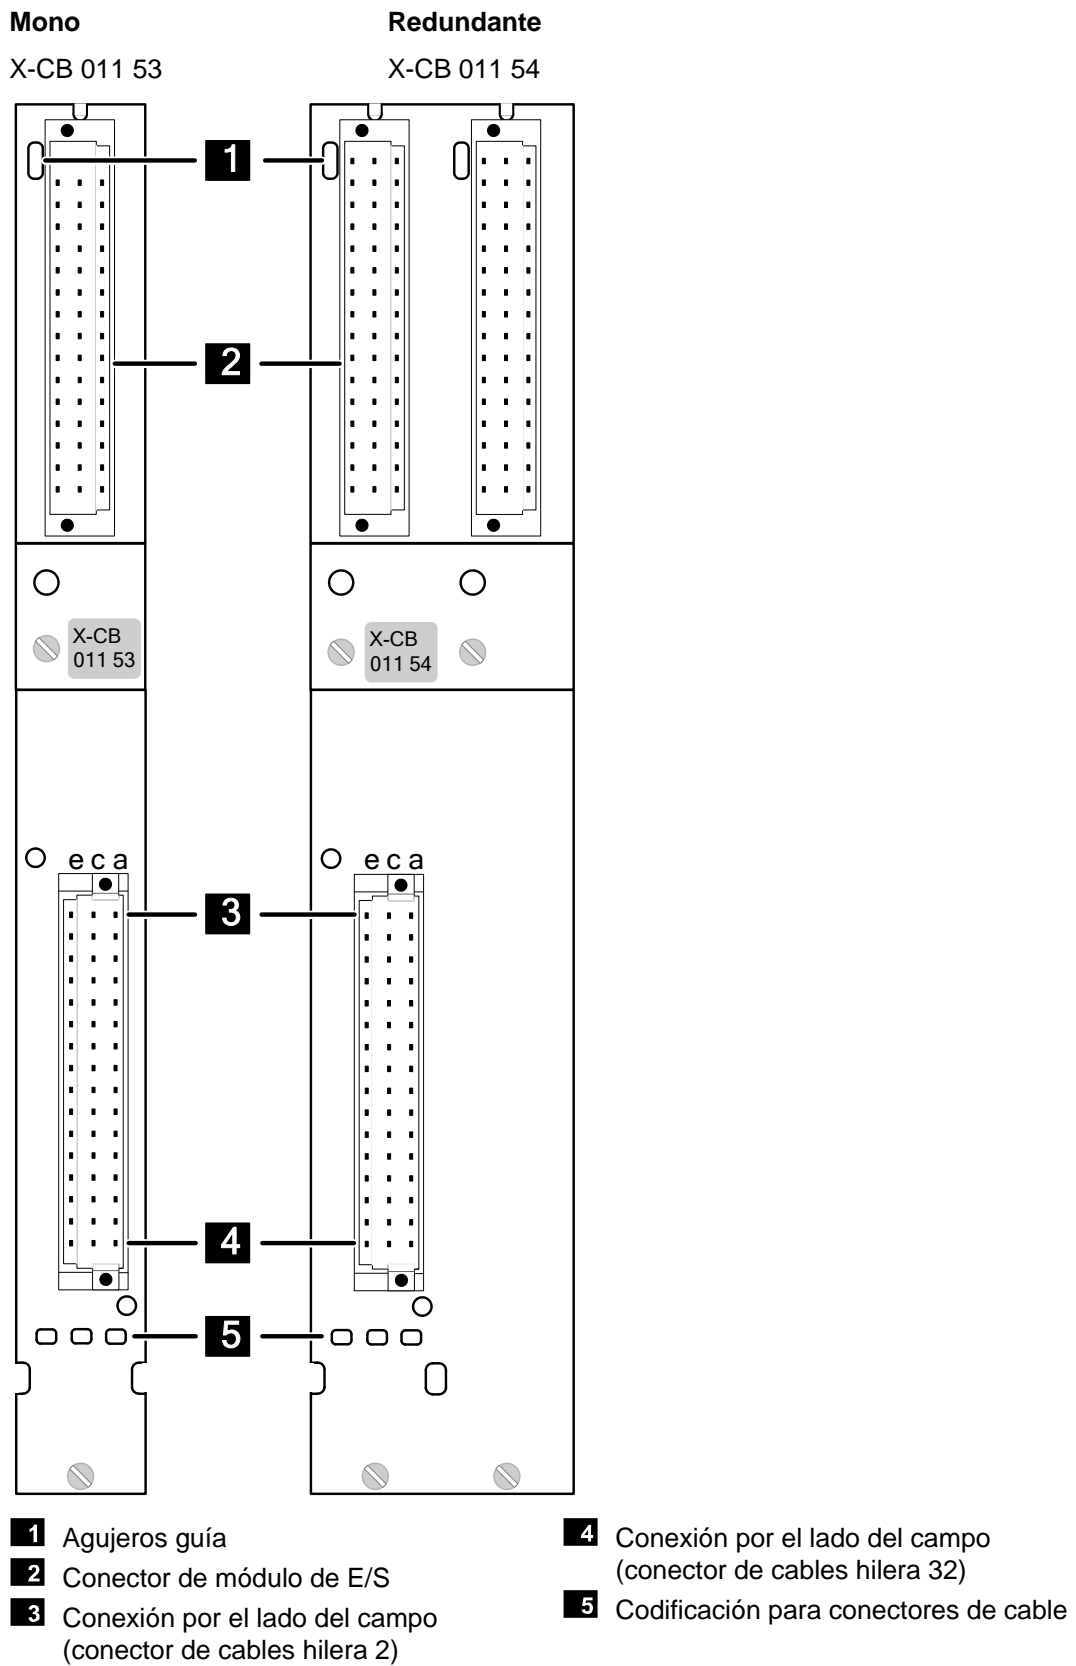 Mono
Redundante
X-CB 011 53
X-CB 011 54
1
2
X-CB
011 53
X-CB
011 54
e c a
e c a
3
4
5
1 Agujeros guía
2 Conector de módulo de E/S
3 Conexión por el lado del campo
(conector de cables hilera 2)
4 Conexión por el lado del campo
(conector de cables hilera 32)
5 Codificación para conectores de cable